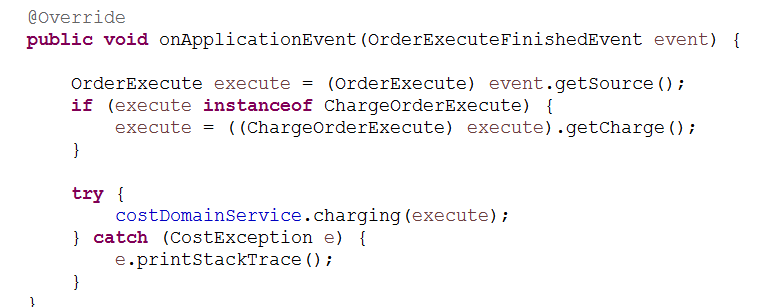 @Override
public void onApplicationEvent(OrderExecuteFinishedEvent event) {
OrderExecute execute = (OrderExecute) event.getSource();
if (execute instanceof ChargeOrderExecute) {
execute = ((ChargeOrderExecute) execute).getCharge();
}
try {
costDomainService.charging(execute);
} catch (CostException e) {
e.printStackTrace();
}
}